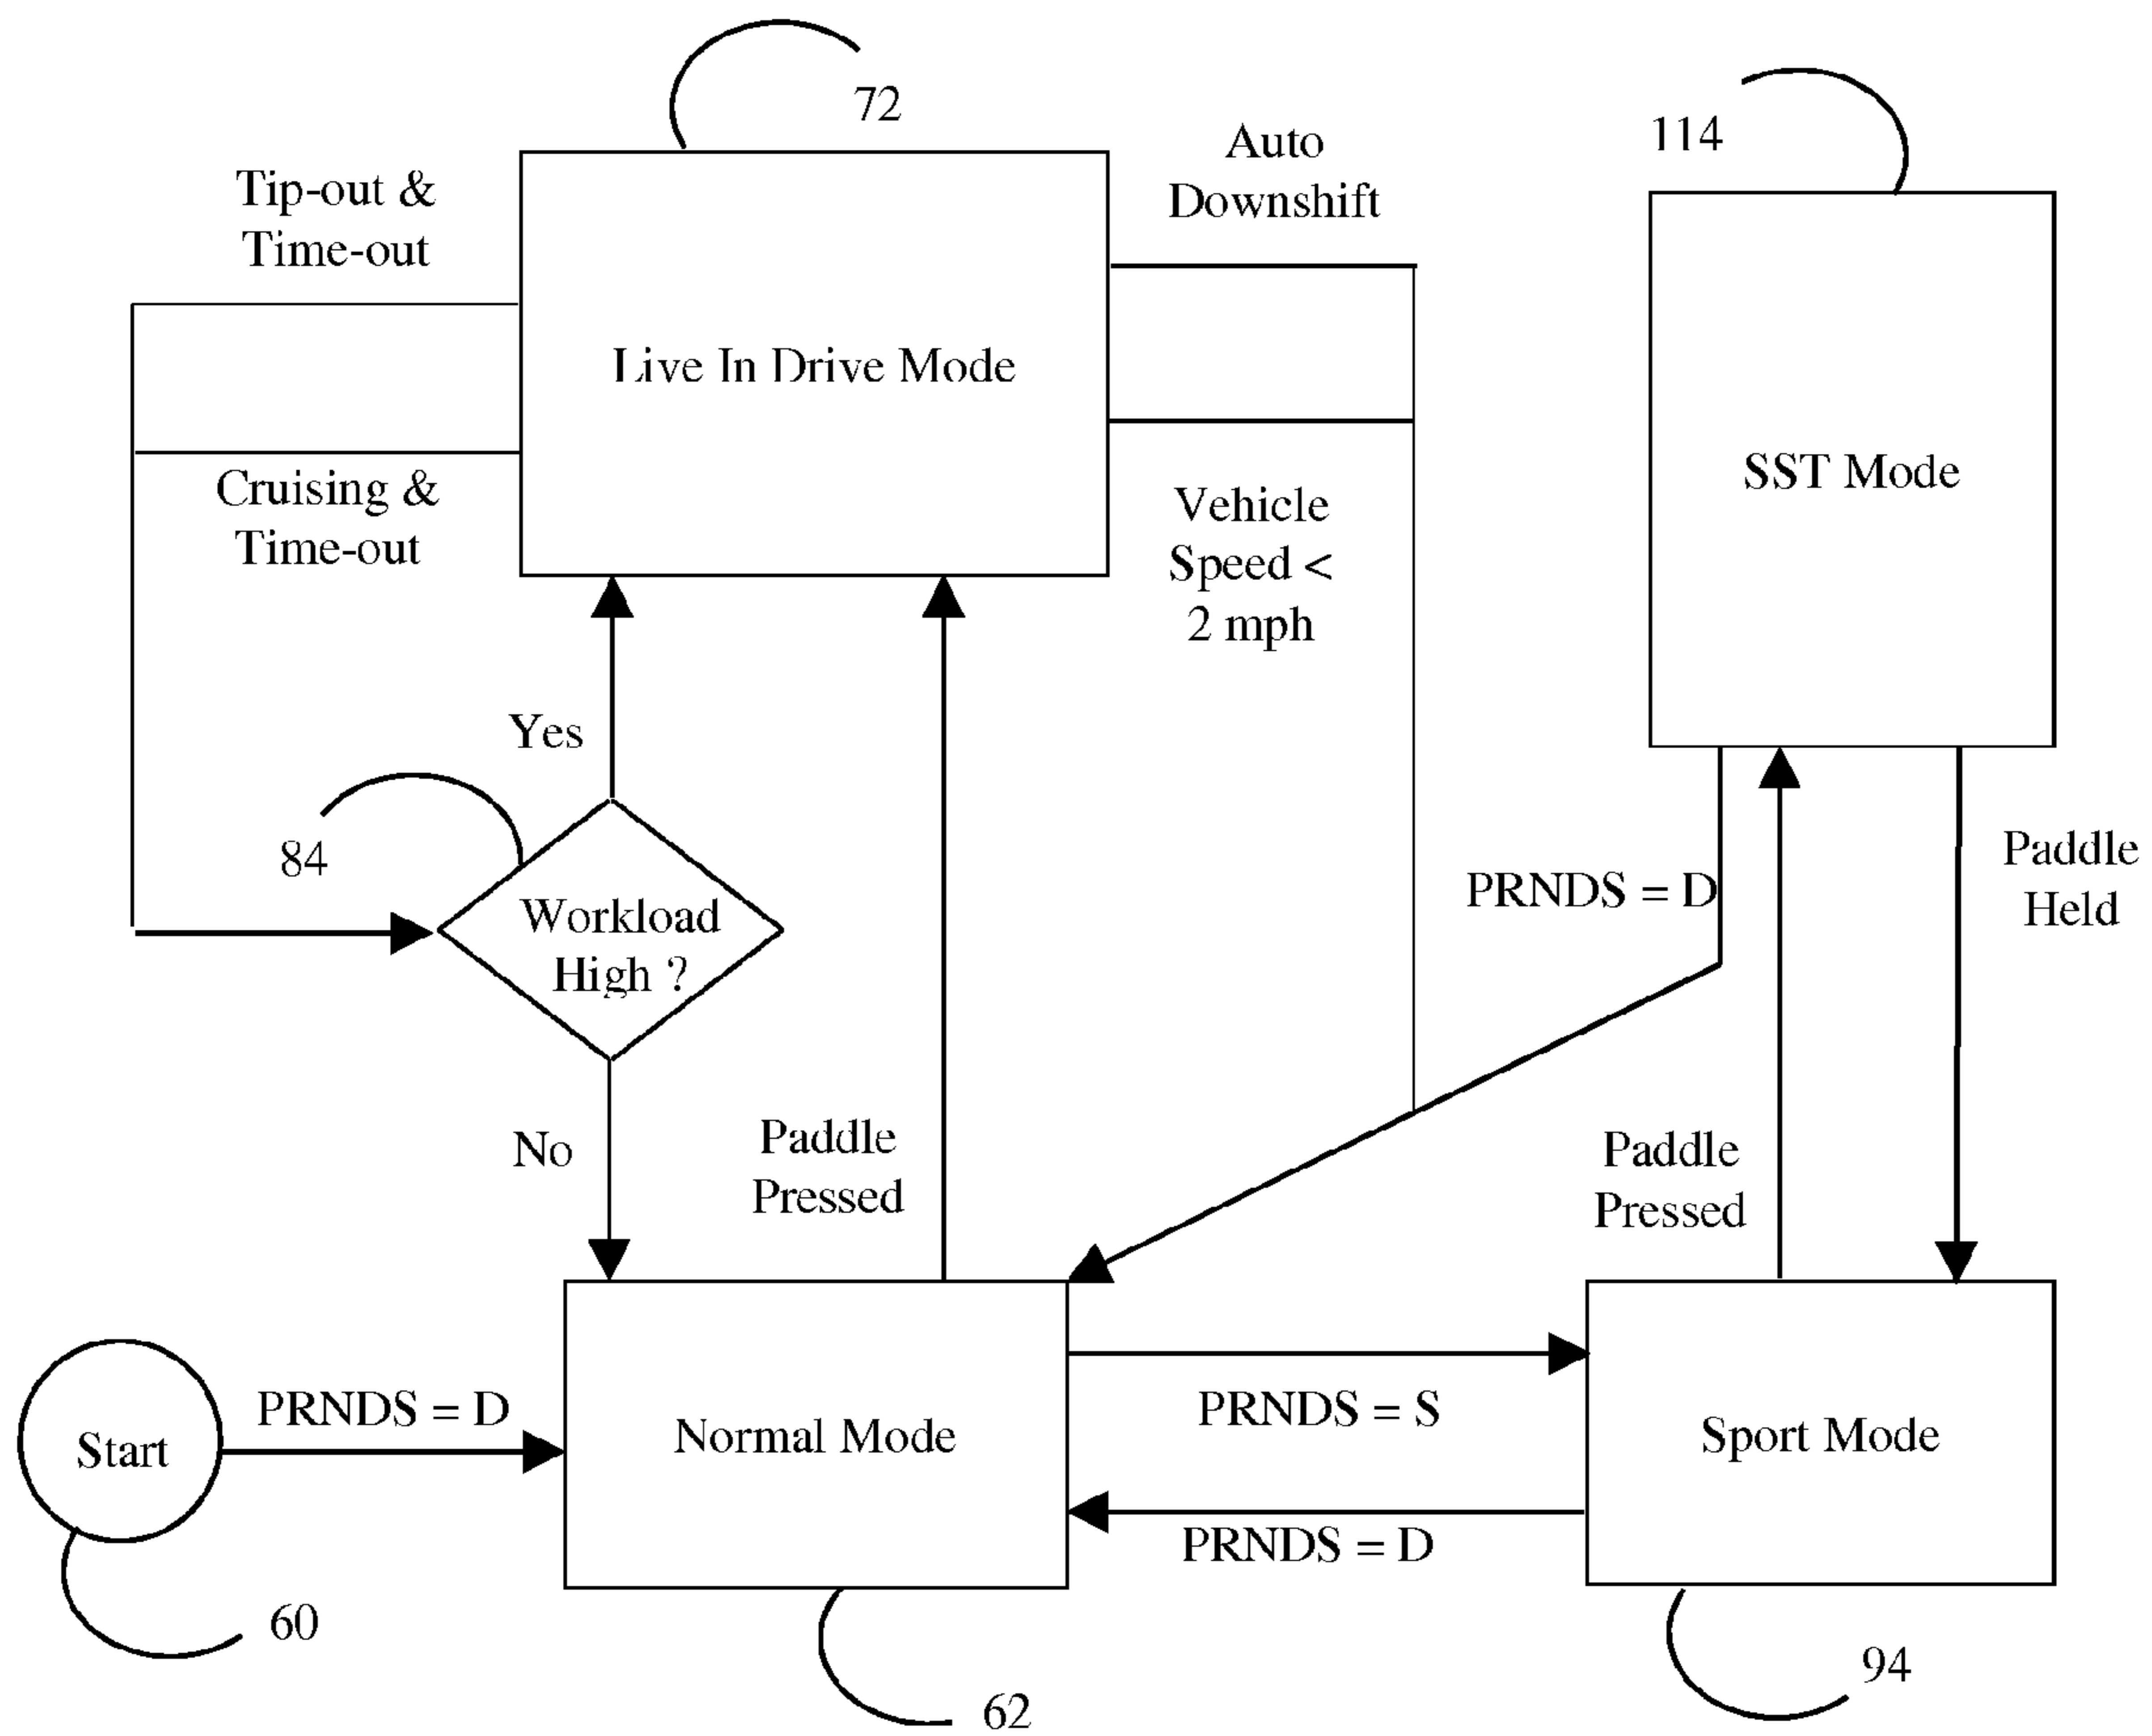 72
114
Auto
Downshift
Tip-out &
Time-out
Live In Drive Mode
SST Mode
Cruising &
Time-out
Vehicle
Speed <
2 mph
Yes
84
Workload
High ?
PRNDS = D
Paddle
Held
No
Paddle
Pressed
Paddle
Pressed
Start
PRNDS = D
Normal Mode
PRNDS = S
PRNDS = D
Sport Mode
60
62
94